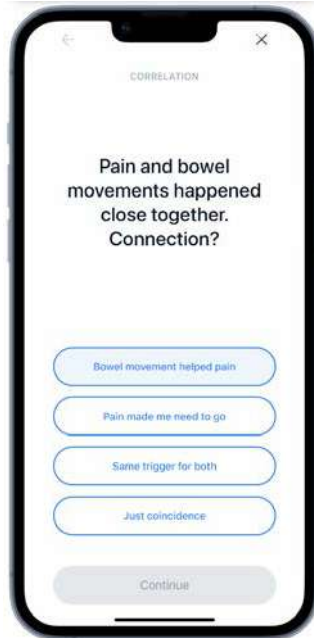 CORRELATION
Pain and bowel
movements happened
close together.
Connection?
Bowel movement helped pain
Pain made me need to go
Same trigger for both
Just coincidence
Continue